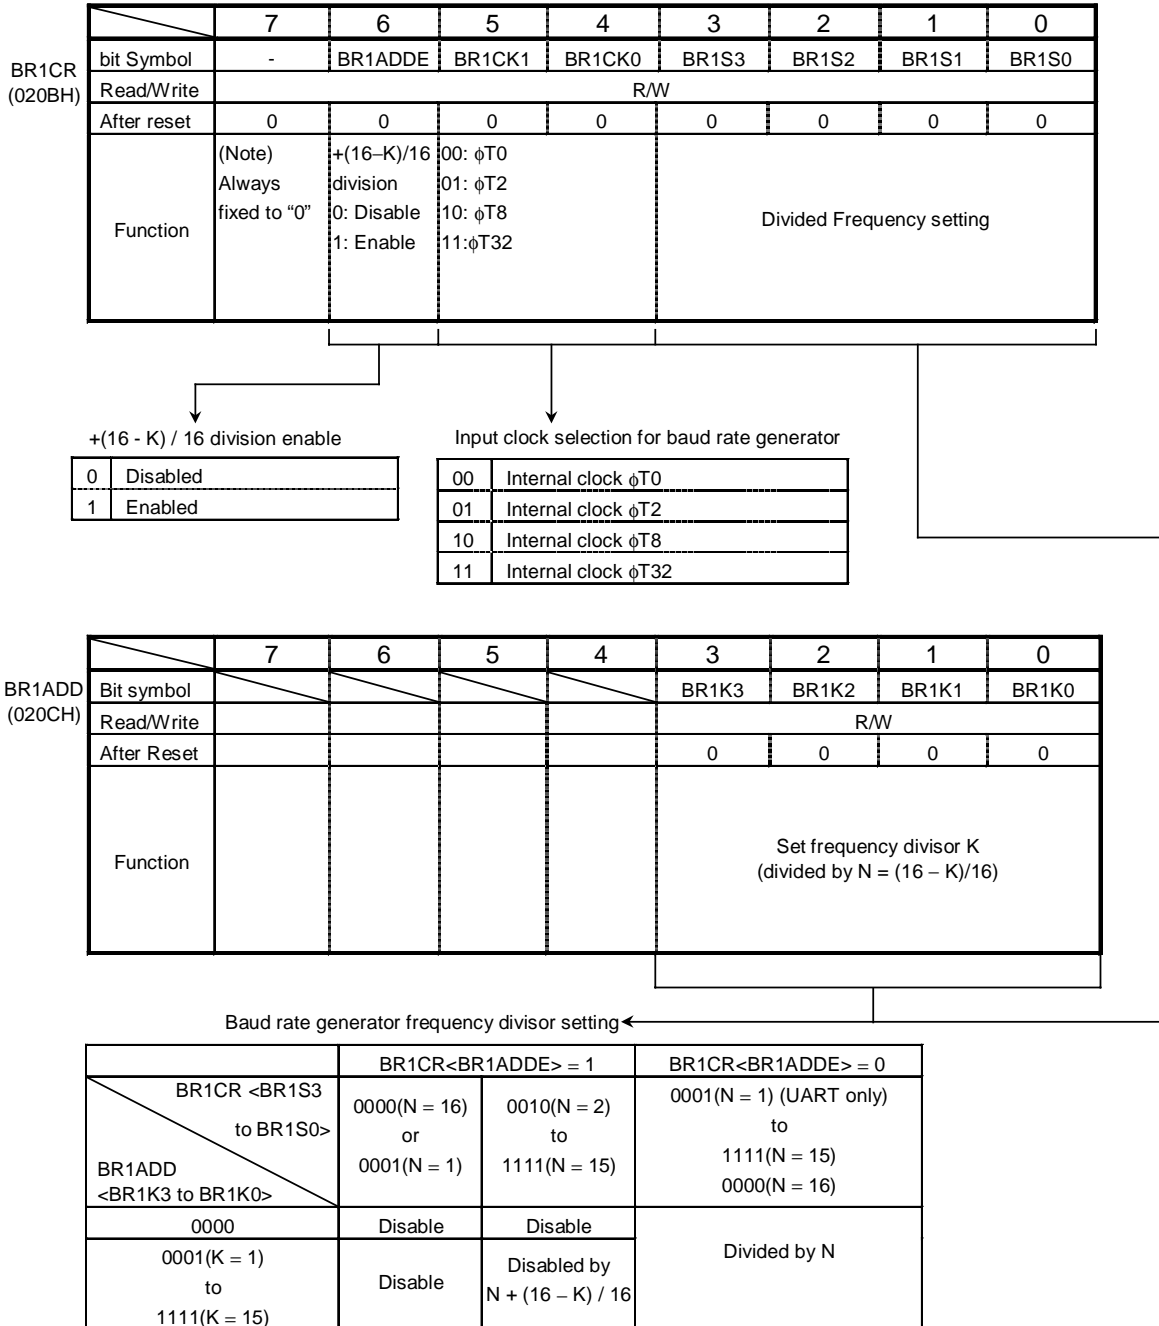 7 6 5 4 3 2 1 0
BR1CR
(020BH)
bit Symbol - BR1ADDE BR1CK1 BR1CK0 BR1S3 BR1S2 BR1S1 BR1S0
Read/Write R/W
After reset 0 0 0 0 0 0 0 0
Function
(Note)
Always
fixed to “0”
+(16–K)/16
division
0: Disable
1: Enable
00: ϕT0
01: ϕT2
10: ϕT8
11:ϕT32
Divided Frequency setting
+(16 - K) / 16 division enable
0 Disabled
1 Enabled
Input clock selection for baud rate generator
00 Internal clock ϕT0
01 Internal clock ϕT2
10 Internal clock ϕT8
11 Internal clock ϕT32
7 6 5 4 3 2 1 0
BR1ADD
(020CH)
Bit symbol BR1K3 BR1K2 BR1K1 BR1K0
Read/Write R/W
After Reset 0 0 0 0
Function
Set frequency divisor K
(divided by N = (16 – K)/16)
Baud rate generator frequency divisor setting
BR1CR<BR1ADDE> = 1 BR1CR<BR1ADDE> = 0
BR1CR <BR1S3
to BR1S0>
BR1ADD
<BR1K3 to BR1K0>
0000(N = 16)
or
0001(N = 1)
0010(N = 2)
to
1111(N = 15)
0001(N = 1) (UART only)
to
1111(N = 15)
0000(N = 16)
0000 Disable Disable
0001(K = 1)
to
1111(K = 15)
Disable
Disabled by
N + (16 – K) / 16
Divided by N